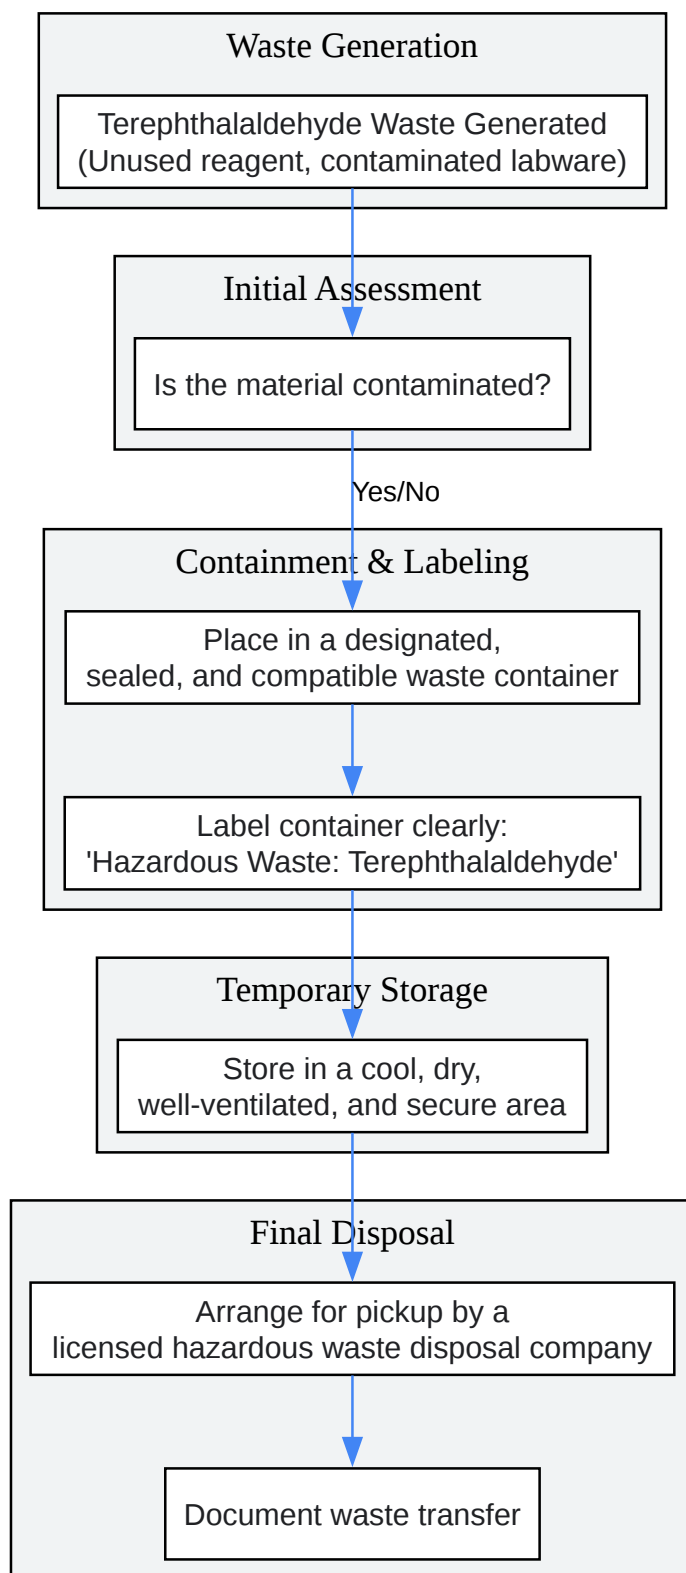 Waste Generation
Terephthalaldehyde Waste Generated
(Unused reagent, contaminated labware)
Initial Assessment
Is the material contaminated?
Yes/No
Containment & Labeling
Place in a designated,
sealed, and compatible waste container
Label container clearly:
'Hazardous Waste: Terephthalaldehyde'
Temporary Storage
Store in a cool, dry,
well-ventilated, and secure area
Final Disposal
Arrange for pickup by a
licensed hazardous waste disposal company
Document waste transfer